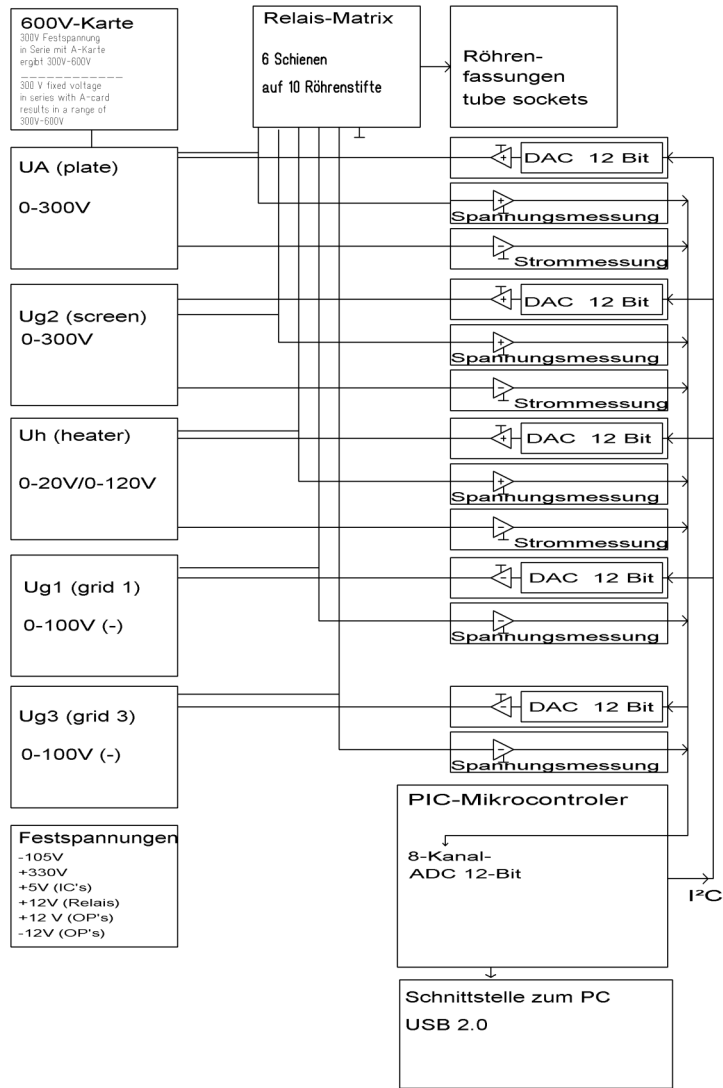 600V-Karte
300V Festspannung
in Serie mit A-Karte
ergibt 300V-600V
____________
300 V fixed voltage
in series with A-card
results in a range of
300V-600V
Relais-Matrix
6 Schienen
auf 10 Röhrenstifte
Röhren-
fassungen
tube sockets
UA (plate)
0-300V
+ DAC 12 Bit
+
Spannungsmessung
-
Strommessung
Ug2 (screen)
0-300V
+ DAC 12 Bit
+
Spannungsmessung
-
Strommessung
Uh (heater)
0-20V/0-120V
+ DAC 12 Bit
+
Spannungsmessung
-
Strommessung
Ug1 (grid 1)
0-100V (-)
- DAC 12 Bit
-
Spannungsmessung
Ug3 (grid 3)
0-100V (-)
- DAC 12 Bit
-
Spannungsmessung
Festspannungen
-105V
+330V
+5V (IC's)
+12V (Relais)
+12 V (OP's)
-12V (OP's)
PIC-Mikrocontroler
8-Kanal-
ADC 12-Bit
I²C
Schnittstelle zum PC
USB 2.0